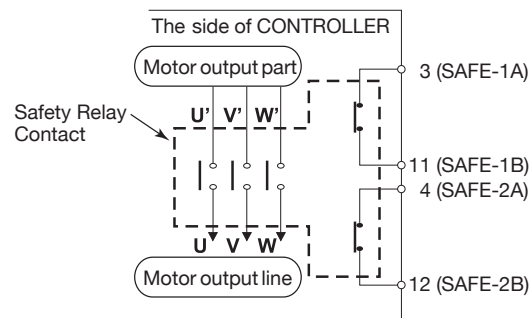 The side of CONTROLLER
Motor output part
3 (SAFE-1A)
U' V' W'
Safety Relay
Contact
11 (SAFE-1B)
4 (SAFE-2A)
U V W
Motor output line
12 (SAFE-2B)